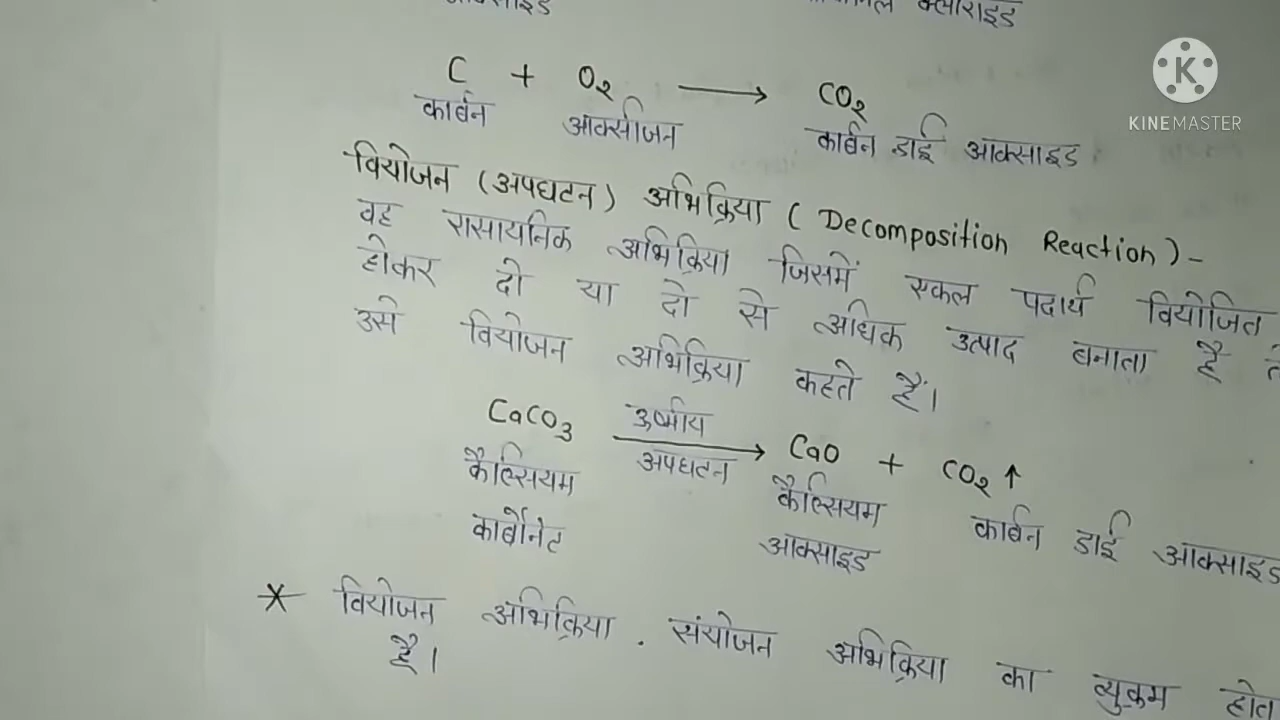 क्लोराइड
C + O₂ → CO₂
कार्बन आक्सीजन कार्बन डाई आक्साइड
वियोजन (अपघटन) अभिक्रिया ( Decomposition Reaction ) -
वह रासायनिक अभिक्रिया जिसमें एकल पदार्थ वियोजित
होकर दो या दो से अधिक उत्पाद बनाता है
उसे वियोजन अभिक्रिया कहते हैं।
CaCO₃ ऊष्मीय अपघटन → CaO + CO₂ ↑
कैल्सियम कैल्सियम कार्बन डाई आक्साइड
कार्बोनेट आक्साइड
* वियोजन अभिक्रिया . संयोजन अभिक्रिया का व्युक्रम होत
है।
KINEMASTER